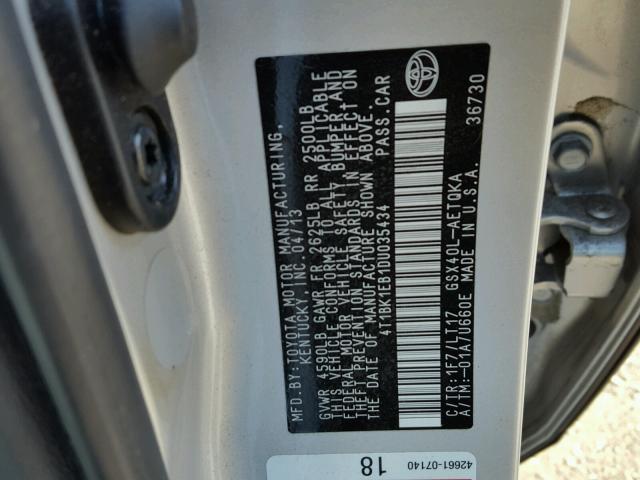 MFD.BY:TOYOTA MOTOR MANUFACTURING,
KENTUCKY INC. 04/13
GVWR 4590LB GAWR FR 2625LB RR 2500LB
THIS VEHICLE CONFORMS TO ALL APPLICABLE
FEDERAL MOTOR VEHICLE SAFETY, BUMPER AND
THEFT PREVENTION STANDARDS IN EFFECT ON
THE DATE OF MANUFACTURE SHOWN ABOVE.
4T1BK1EB1DU035434 PASS.CAR
C/TR:1F7/LT17 GSX40L-AETQKA
A/TM:-01A/U660E MADE IN U.S.A. 36730
42661-07140
18